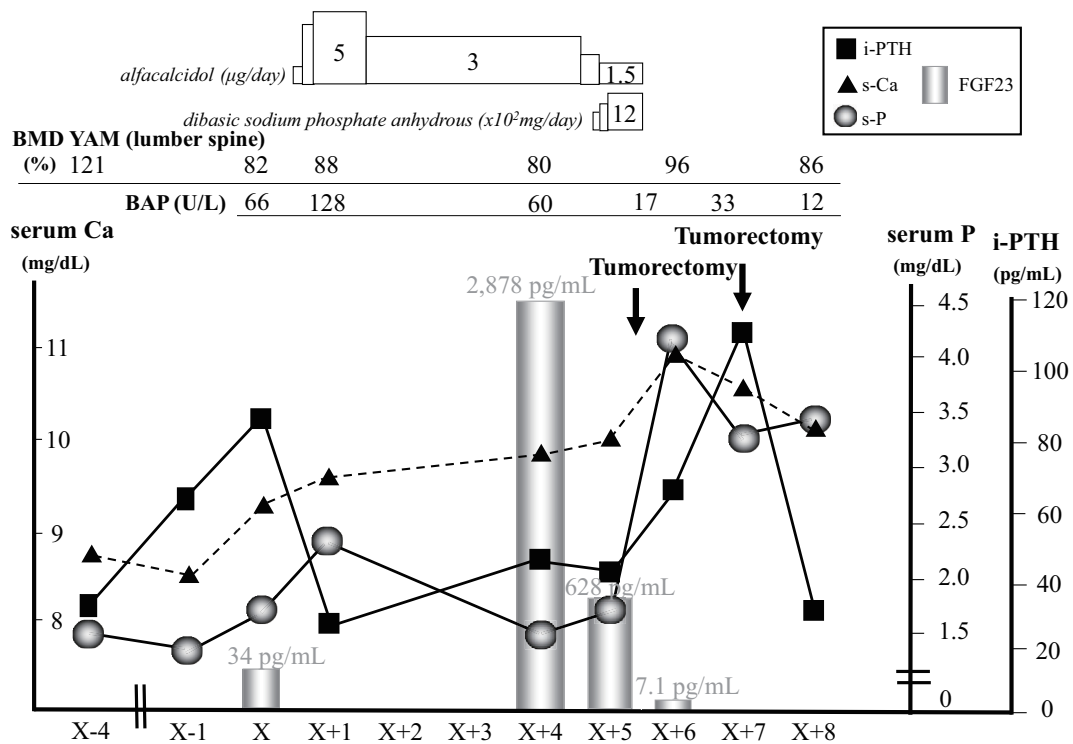 5
3
1.5
alfacalcidol (μg/day)
12
dibasic sodium phosphate anhydrous (x10²mg/day)
i-PTH
s-Ca
FGF23
s-P
BMD YAM (lumber spine)
(%) 121 82 88 80 96 86
BAP (U/L) 66 128 60 17 33 12
serum Ca
(mg/dL)
Tumorectomy
Tumorectomy
serum P
(mg/dL)
i-PTH
(pg/mL)
2,878 pg/mL
628 pg/mL
34 pg/mL
7.1 pg/mL
11
10
9
8
4.5
4.0
3.5
3.0
2.5
2.0
1.5
0
120
100
80
60
40
20
0
X-4 X-1 X X+1 X+2 X+3 X+4 X+5 X+6 X+7 X+8